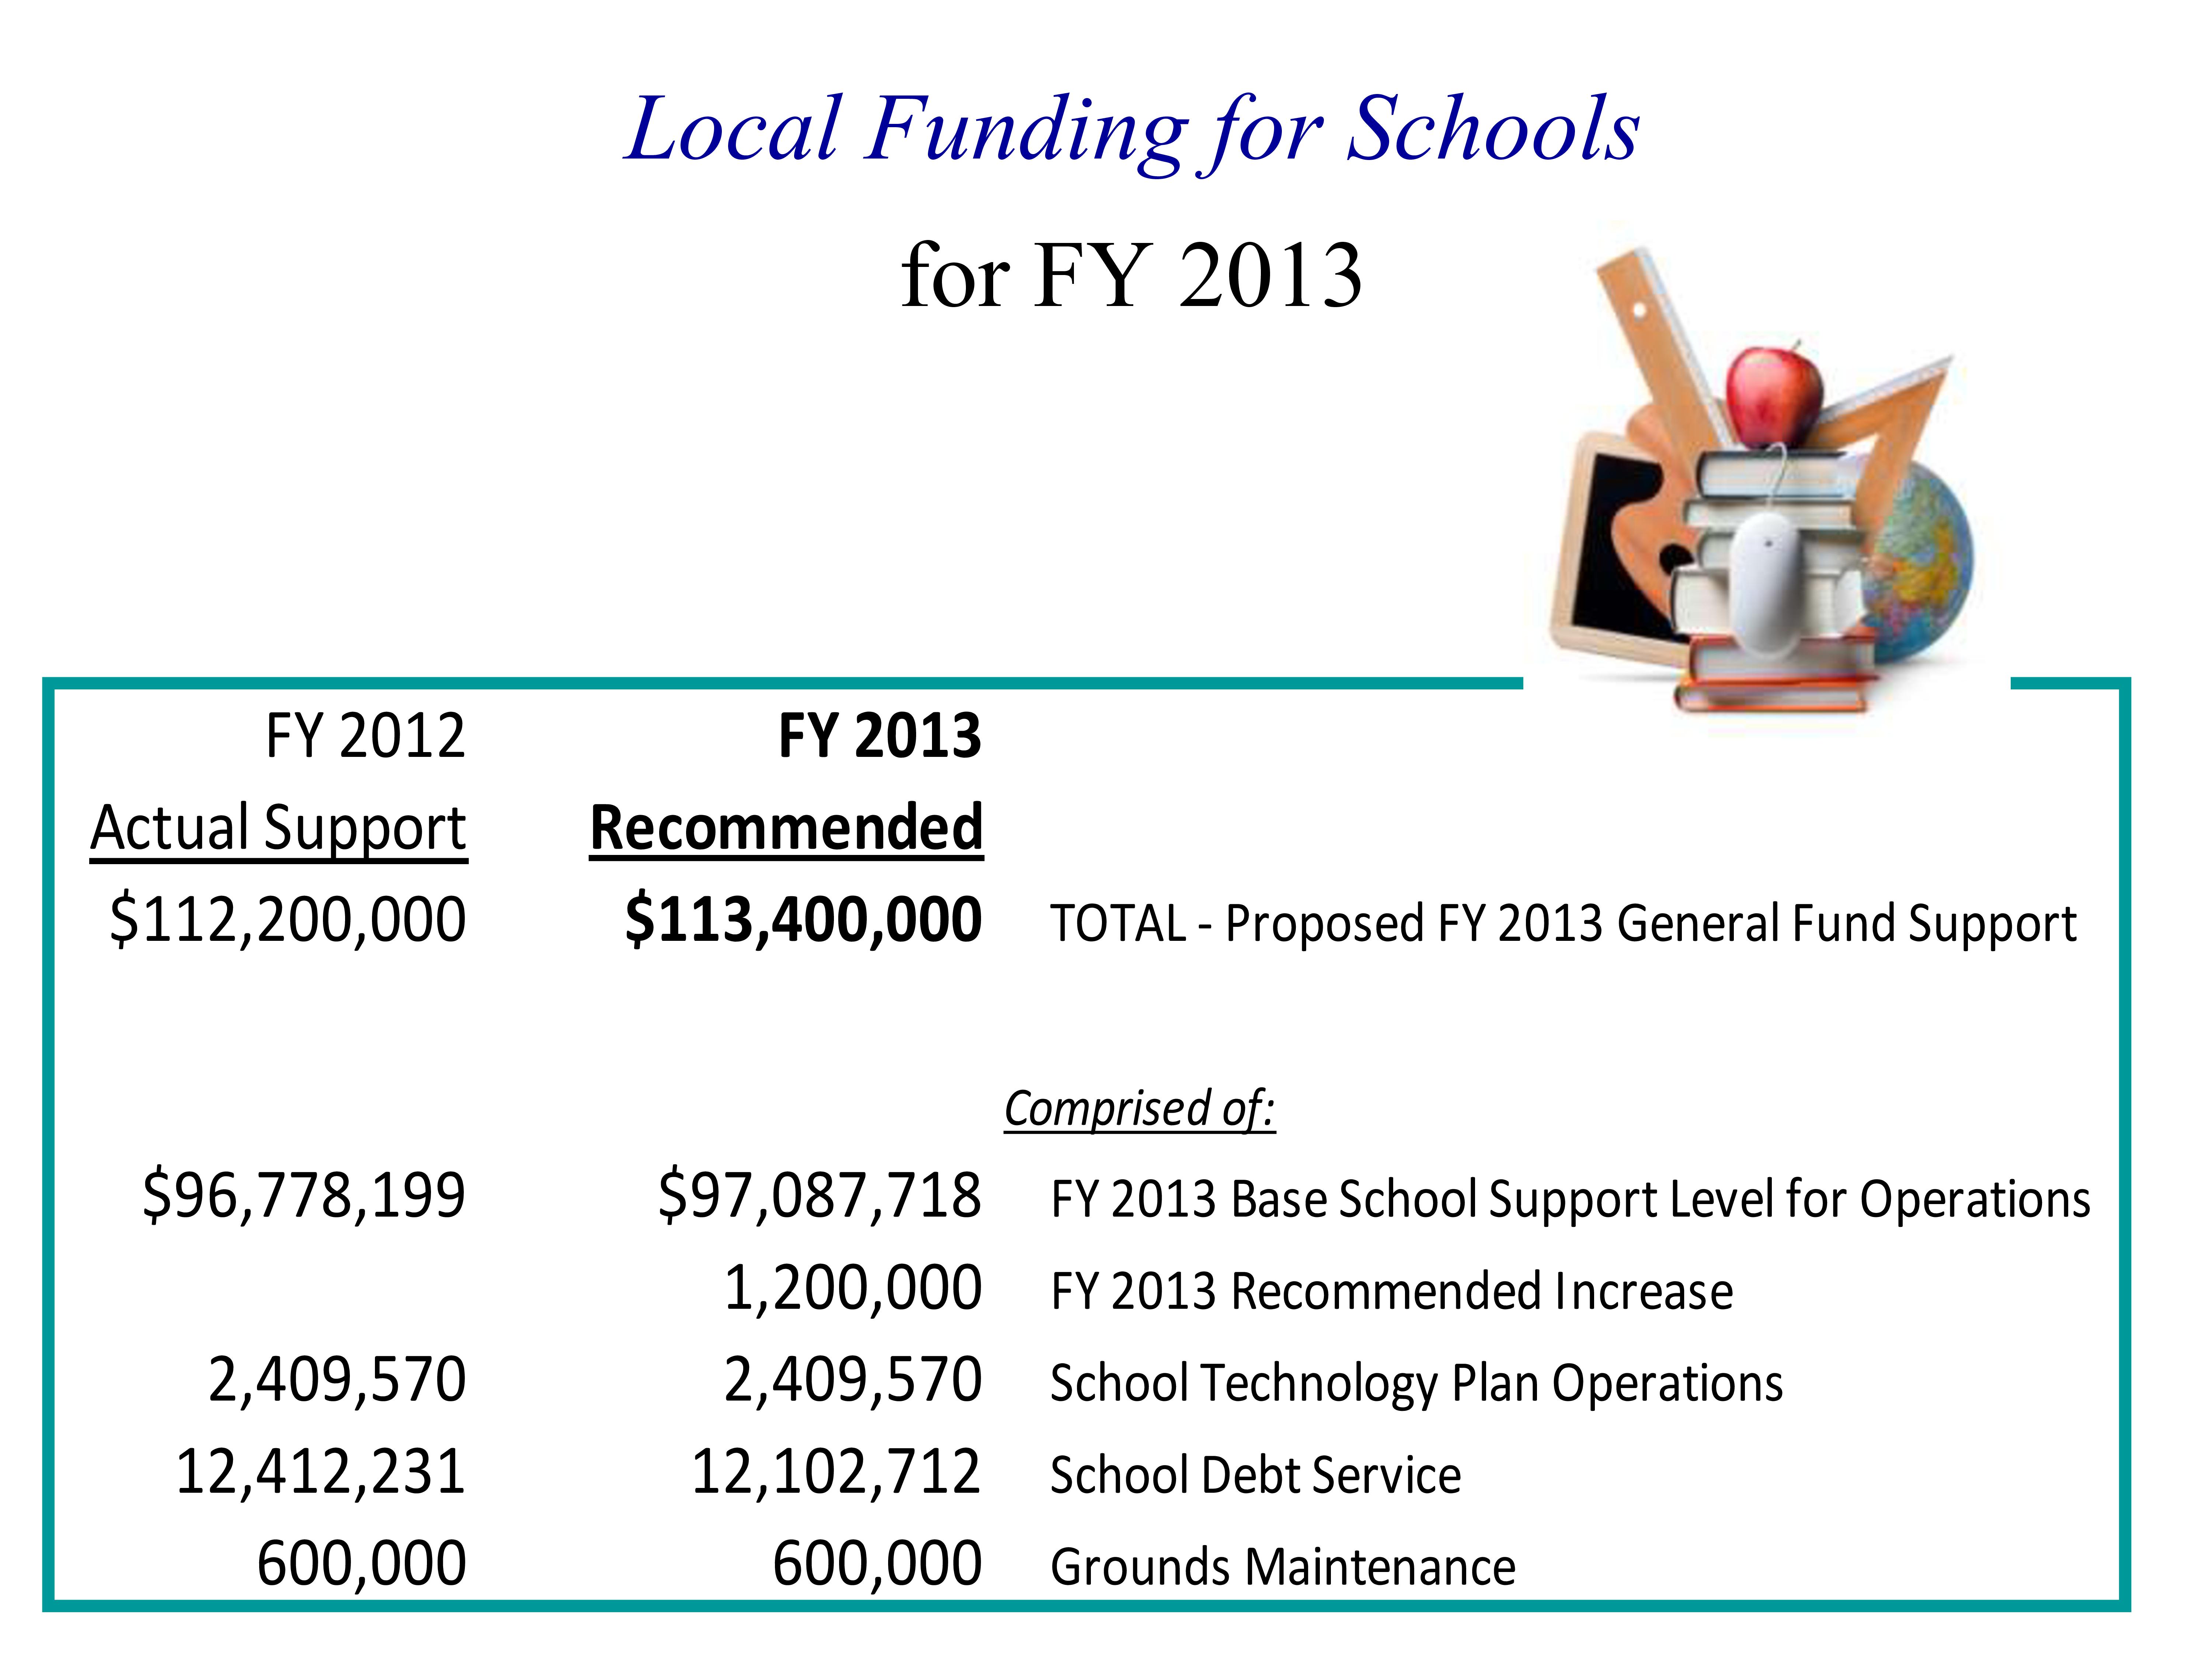 Local Funding for Schools
for FY 2013
FY 2012 FY 2013
Actual Support Recommended
$112,200,000 $113,400,000 TOTAL - Proposed FY 2013 General Fund Support
Comprised of:
$96,778,199 $97,087,718 FY 2013 Base School Support Level for Operations
1,200,000 FY 2013 Recommended Increase
2,409,570 2,409,570 School Technology Plan Operations
12,412,231 12,102,712 School Debt Service
600,000 600,000 Grounds Maintenance